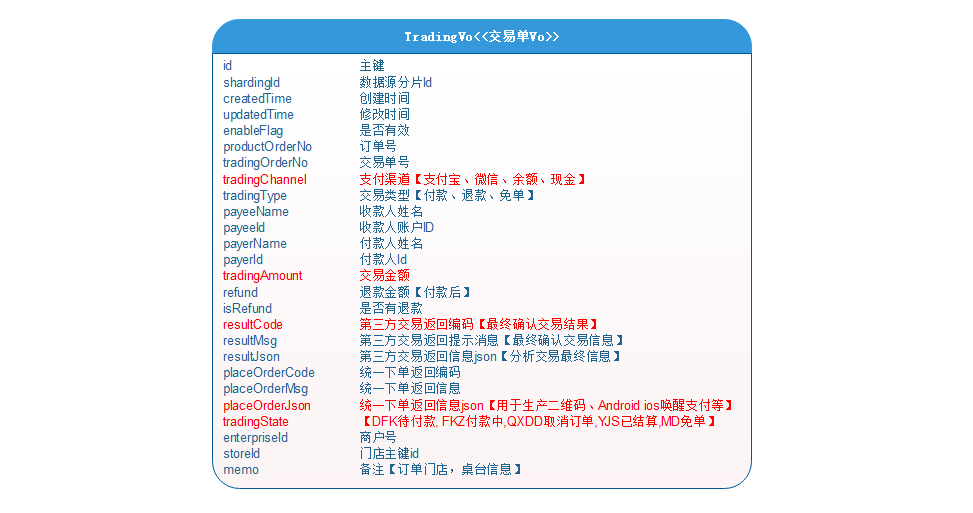 TradingVo<<交易单Vo>>
id 主键
shardingId 数据源分片Id
createdTime 创建时间
updatedTime 修改时间
enableFlag 是否有效
productOrderNo 订单号
tradingOrderNo 交易单号
tradingChannel 支付渠道【支付宝、微信、余额、现金】
tradingType 交易类型【付款、退款、免单】
payeeName 收款人姓名
payeeId 收款人账户ID
payerName 付款人姓名
payerId 付款人Id
tradingAmount 交易金额
refund 退款金额【付款后】
isRefund 是否有退款
resultCode 第三方交易返回编码【最终确认交易结果】
resultMsg 第三方交易返回提示消息【最终确认交易信息】
resultJson 第三方交易返回信息json【分析交易最终信息】
placeOrderCode 统一下单返回编码
placeOrderMsg 统一下单返回信息
placeOrderJson 统一下单返回信息json【用于生产二维码、Android ios唤醒支付等】
tradingState 【DFK待付款, FKZ付款中,QXDD取消订单,YJS已结算,MD免单】
enterpriseId 商户号
storeId 门店主键id
memo 备注【订单门店，桌台信息】